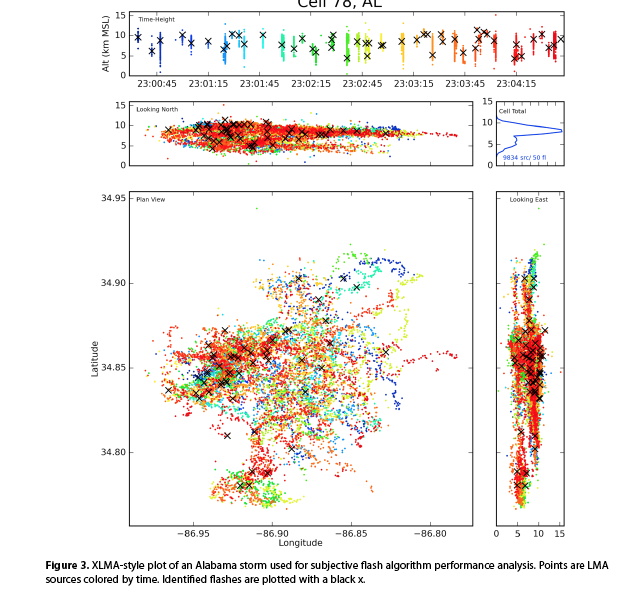 Cell 78, AL
Time-Height
Alt (km MSL)
15
10
5
0
23:00:45 23:01:15 23:01:45 23:02:15 23:02:45 23:03:15 23:03:45 23:04:15
Looking North
15
10
5
0
Cell Total
15
10
5
0
9834 src/ 50 fl
Plan View
34.95
34.90
34.85
34.80
Latitude
−86.95 −86.90 −86.85 −86.80
Longitude
Looking East
0 5 10 15
Figure 3. XLMA-style plot of an Alabama storm used for subjective flash algorithm performance analysis. Points are LMA
sources colored by time. Identified flashes are plotted with a black x.